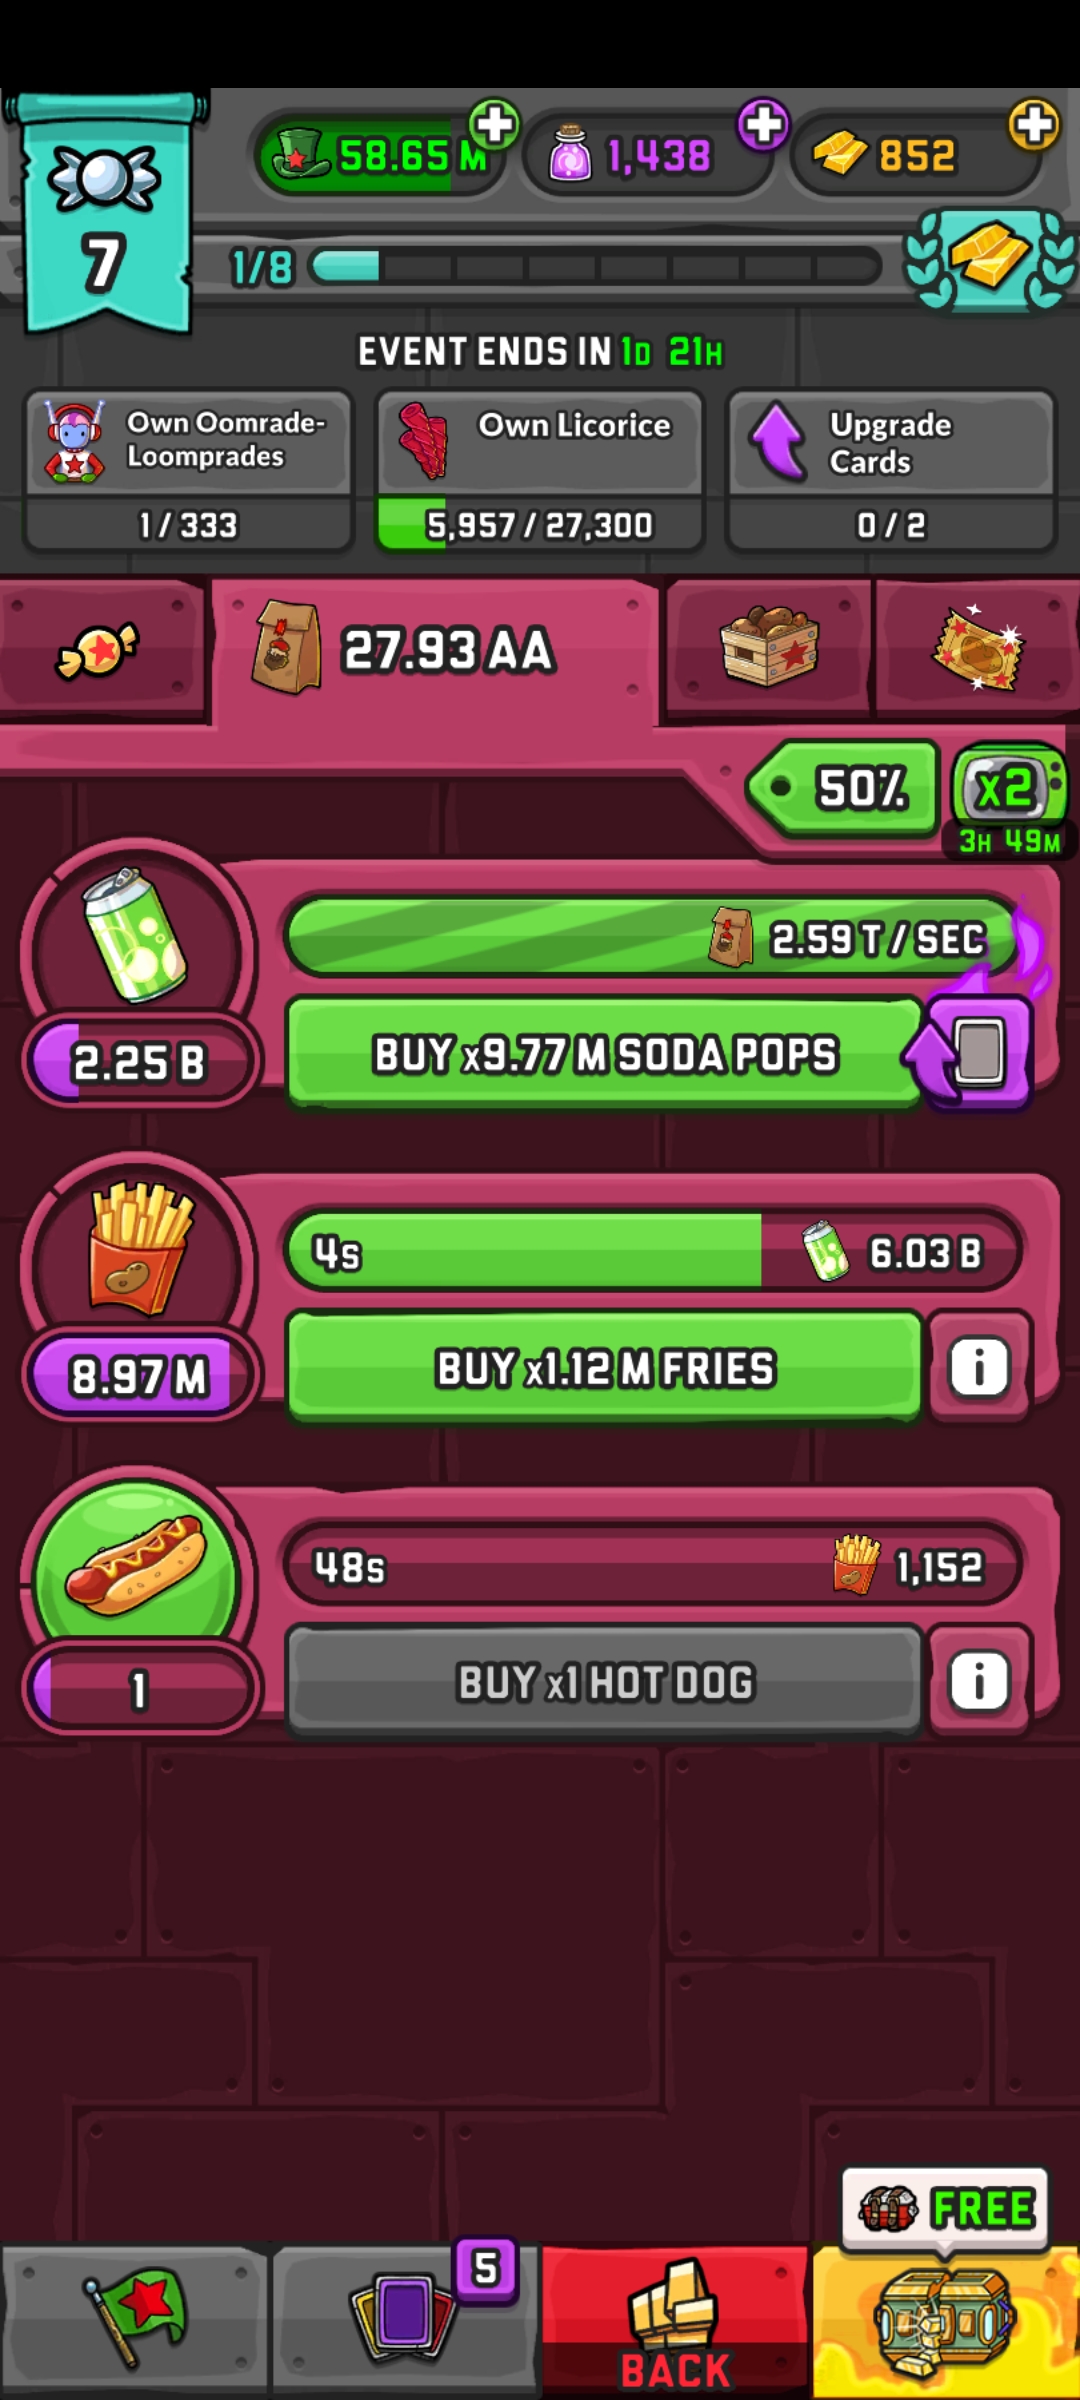 58.65 M
1,438
852
7
1/8
EVENT ENDS IN 1D 21H
Own Oomrade-
Loomprades
1 / 333
Own Licorice
5,957 / 27,300
Upgrade
Cards
0 / 2
27.93 AA
50%
x2
3H 49M
2.59 T / SEC
2.25 B
BUY x9.77 M SODA POPS
4s
6.03 B
8.97 M
BUY x1.12 M FRIES
i
48s
1,152
1
BUY x1 HOT DOG
i
FREE
5
BACK